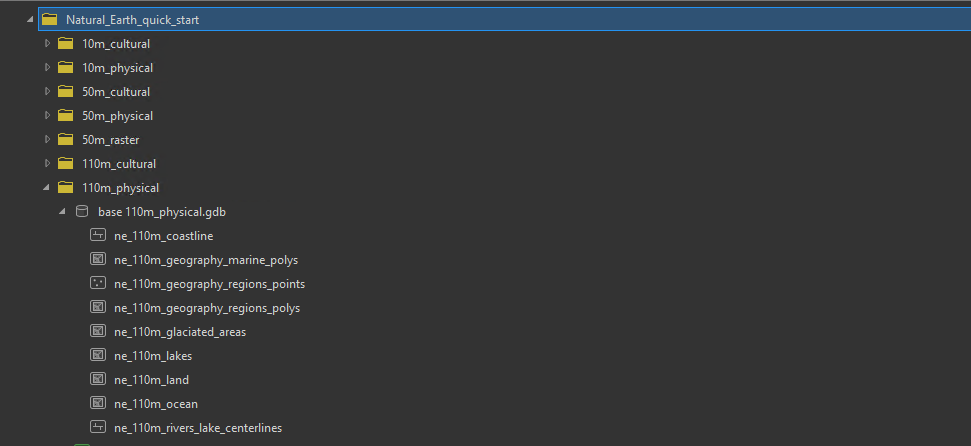 Natural_Earth_quick_start
10m_cultural
10m_physical
50m_cultural
50m_physical
50m_raster
110m_cultural
110m_physical
base 110m_physical.gdb
ne_110m_coastline
ne_110m_geography_marine_polys
ne_110m_geography_regions_points
ne_110m_geography_regions_polys
ne_110m_glaciated_areas
ne_110m_lakes
ne_110m_land
ne_110m_ocean
ne_110m_rivers_lake_centerlines